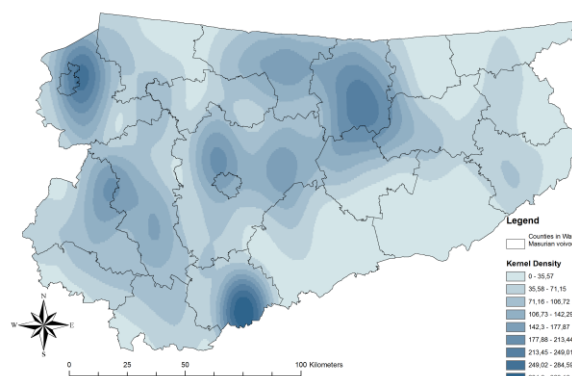 N
W E
S
0 25 50 100 Kilometers
Legend
Counties in Wa
Masurian voivo
Kernel Density
0 - 35,57
35,58 - 71,15
71,16 - 106,72
106,73 - 142,29
142,3 - 177,87
177,88 - 213,44
213,45 - 249,01
249,02 - 284,59